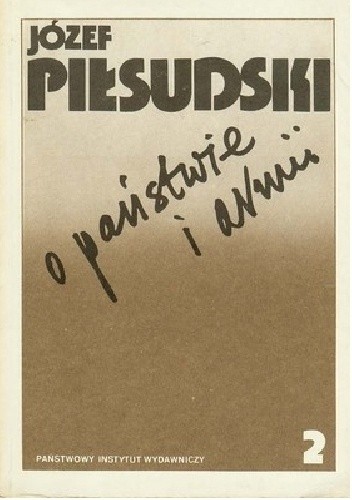 JÓZEF
PIŁSUDSKI
o państwie
i armii
PAŃSTWOWY INSTYTUT WYDAWNICZY
2